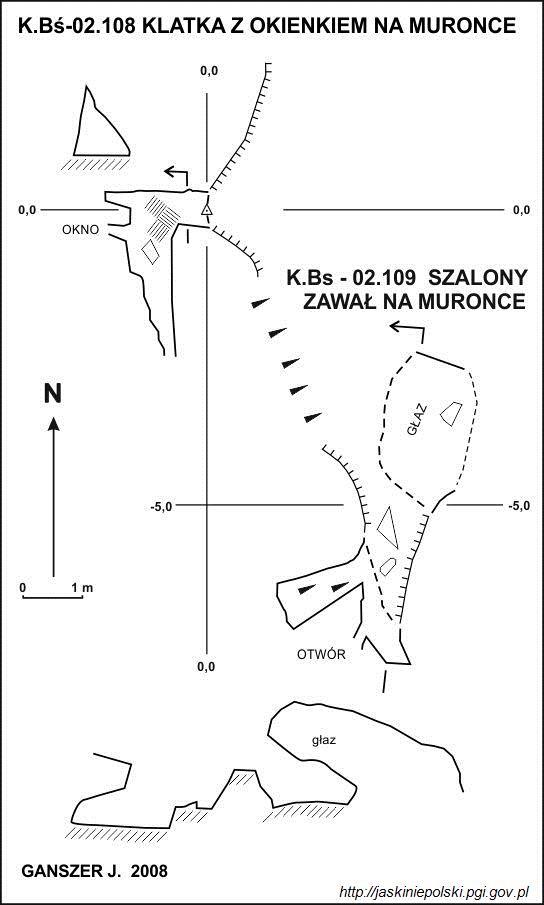 K.Bś-02.108 KLATKA Z OKIENKIEM NA MURONCE
0,0
0,0
0,0
OKNO
K.Bs - 02.109 SZALONY
ZAWAŁ NA MURONCE
N
GŁAZ
-5,0
-5,0
0 1 m
OTWÓR
0,0
głaz
GANSZER J. 2008
http://jaskiniepolski.pgi.gov.pl